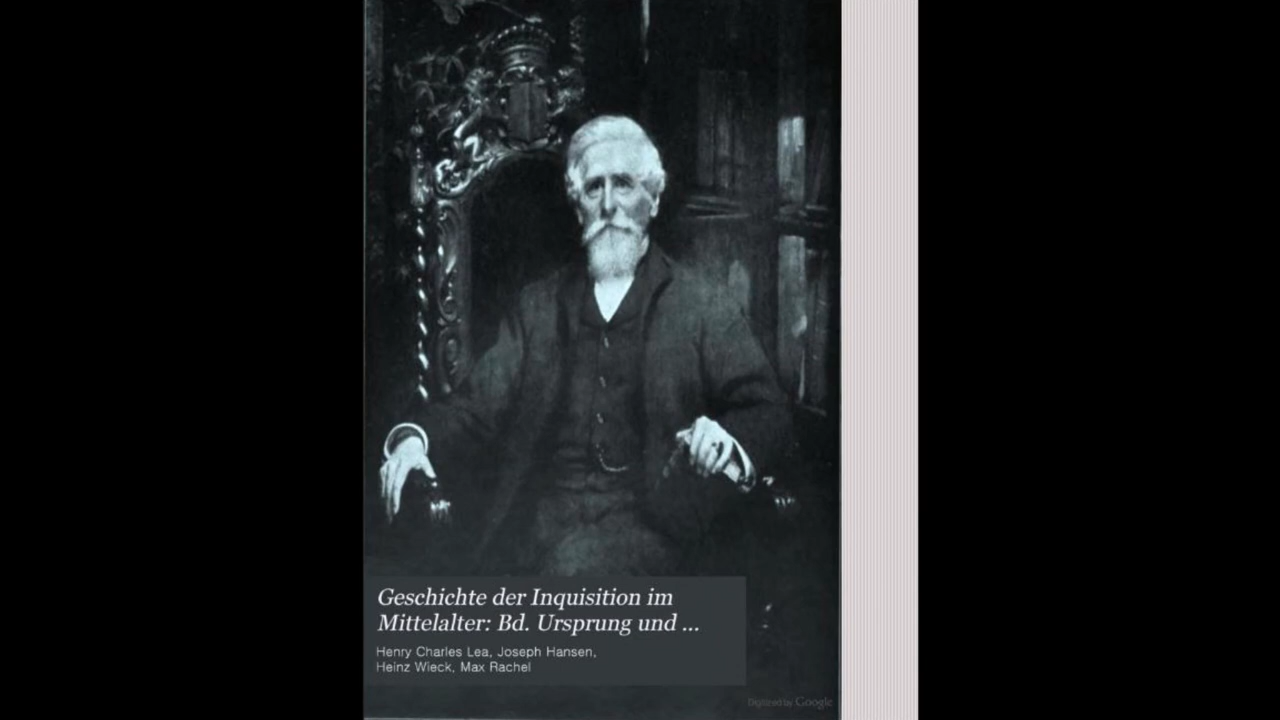 Geschichte der Inquisition im
Mittelalter: Bd. Ursprung und ...
Henry Charles Lea, Joseph Hansen,
Heinz Wieck, Max Rachel
Digitized by Google